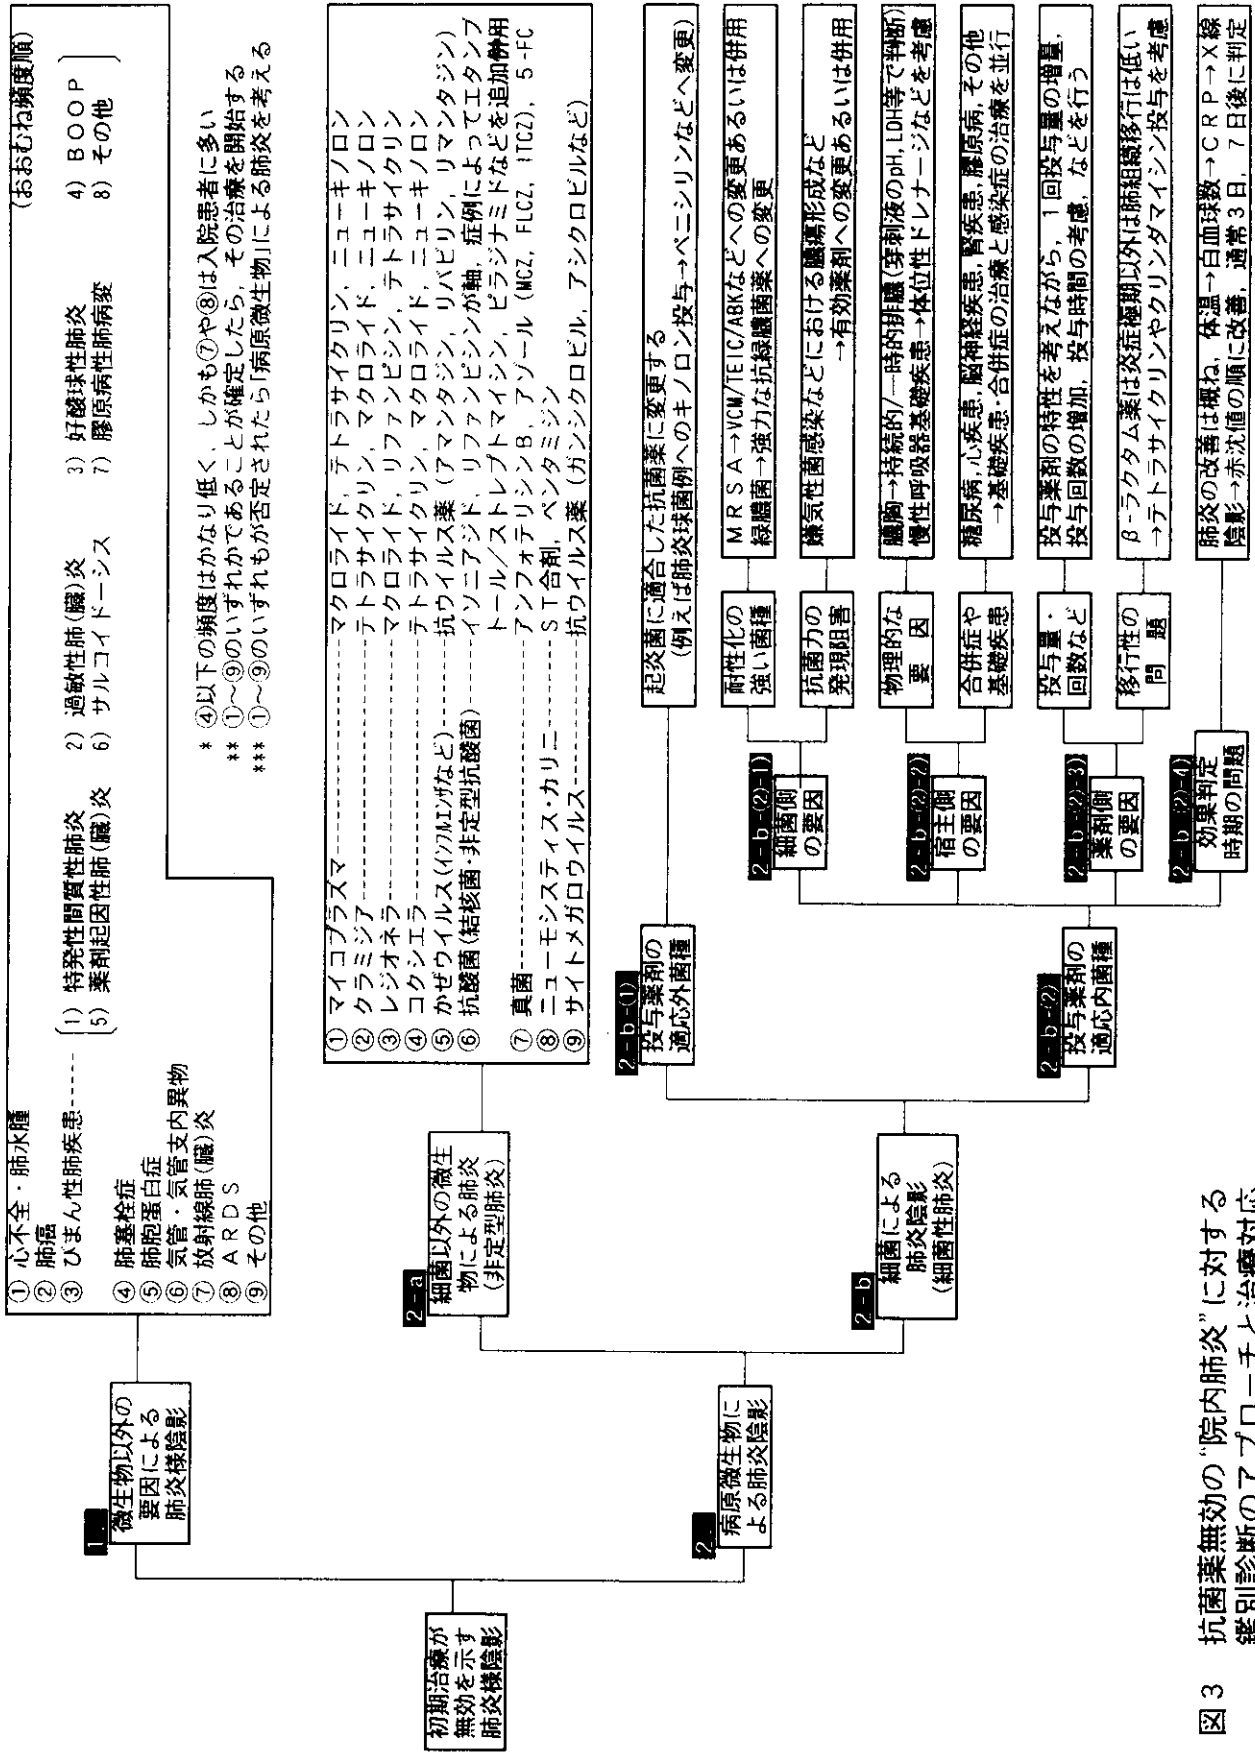 初期治療が
無効を示す
肺炎様陰影
1
微生物以外の
要因による
肺炎様陰影
(おおむね頻度順)
① 心不全・肺水腫
② 肺癌
③ びまん性肺疾患-----
1) 特発性間質性肺炎 2) 過敏性肺(臓)炎 3) 好酸球性肺炎 4) BOOP
5) 薬剤起因性肺(臓)炎 6) サルコイドーシス 7) 膠原病性肺病変 8) その他
④ 肺塞栓症
⑤ 肺胞蛋白症
⑥ 気管・気管支内異物
⑦ 放射線肺(臓)炎
⑧ ARDS
⑨ その他
* ④以下の頻度はかなり低く、しかも⑦や⑧は入院患者に多い
** ①~⑨のいずれかであることが確定したら、その治療を開始する
*** ①~⑨のいずれもが否定されたら「病原微生物」による肺炎を考える
2
病原微生物に
よる肺炎陰影
2-a
細菌以外の微生
物による肺炎
(非定型肺炎)
① マイコプラズマ----------マクロライド, テトラサイクリン, ニューキノロン
② クラミジア----------テトラサイクリン, マクロライド, ニューキノロン
③ レジオネラ----------マクロライド, リファンピシン, テトラサイクリン
④ コクシエラ----------テトラサイクリン, マクロライド, ニューキノロン
⑤ かぜウイルス(インフルエンザなど)------抗ウイルス薬 (アマンタジン, リバビリン, リマンタジン)
⑥ 抗酸菌(結核菌・非定型抗酸菌)----イソニアジド, リファンピシンが軸, 症例によってエタンブ
トール/ストレプトマイシン, ピラジナミドなどを追加併用
⑦ 真菌----------アンフォテリシンB, アゾール (MCZ, FLCZ, ITCZ), 5-FC
⑧ ニューモシスティス・カリニ----------ST合剤, ペンタミジン
⑨ サイトメガロウイルス----------抗ウイルス薬 (ガンシクロビル, アシクロビルなど)
2-b
細菌による
肺炎陰影
(細菌性肺炎)
2-b-(1)
投与薬剤の
適応外菌種
起炎菌に適合した抗菌薬に変更する
(例えば肺炎球菌例へのキノロン投与→ペニシリンなどへ変更)
2-b-(2)
投与薬剤の
適応内菌種
2-b-(2)-1)
細菌側
の要因
耐性化の
強い菌種
MRSA→VCM/TEIC/ABKなどへの変更あるいは併用
緑膿菌→強力な抗緑膿菌薬への変更
抗菌力の
発現阻害
嫌気性菌感染などにおける膿瘍形成など
→有効薬剤への変更あるいは併用
2-b-(2)-2)
宿主側
の要因
物理的な
要 因
膿胸→持続的/一時的排膿(穿刺液のpH, LDH等で判断)
慢性呼吸器基礎疾患→体位性ドレナージなどを考慮
合併症や
基礎疾患
糖尿病, 心疾患, 脳神経疾患, 腎疾患, 膠原病, その他
→基礎疾患・合併症の治療と感染症の治療を並行
2-b-(2)-3)
薬剤側
の要因
投与量・
回数など
投与薬剤の特性を考えながら, 1回投与量の増量,
投与回数の増加, 投与時間の考慮, などを行う
移行性の
問 題
β-ラクタム薬は炎症極期以外は肺組織移行は低い
→テトラサイクリンやクリンダマイシン投与を考慮
2-b-(2)-4)
効果判定
時期の問題
肺炎の改善は概ね, 体温→白血球数→CRP→X線
陰影→赤沈値の順に改善, 通常3日, 7日後に判定
図3 抗菌薬無効の“院内肺炎”に対する
鑑別診断のアプローチと治療対応